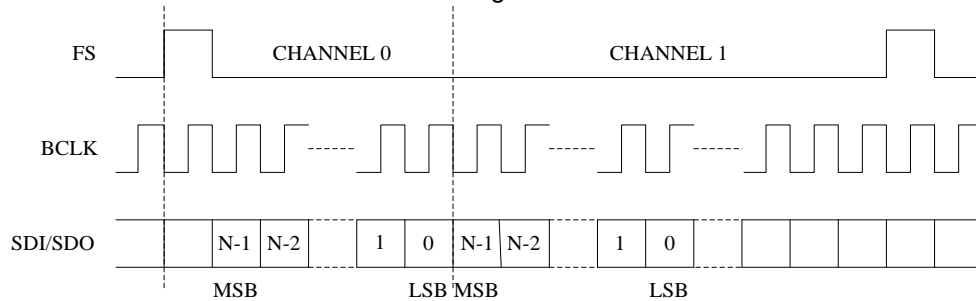 FS CHANNEL 0 CHANNEL 1
BCLK
SDI/SDO N-1 N-2 1 0 N-1 N-2 1 0
MSB LSB MSB LSB